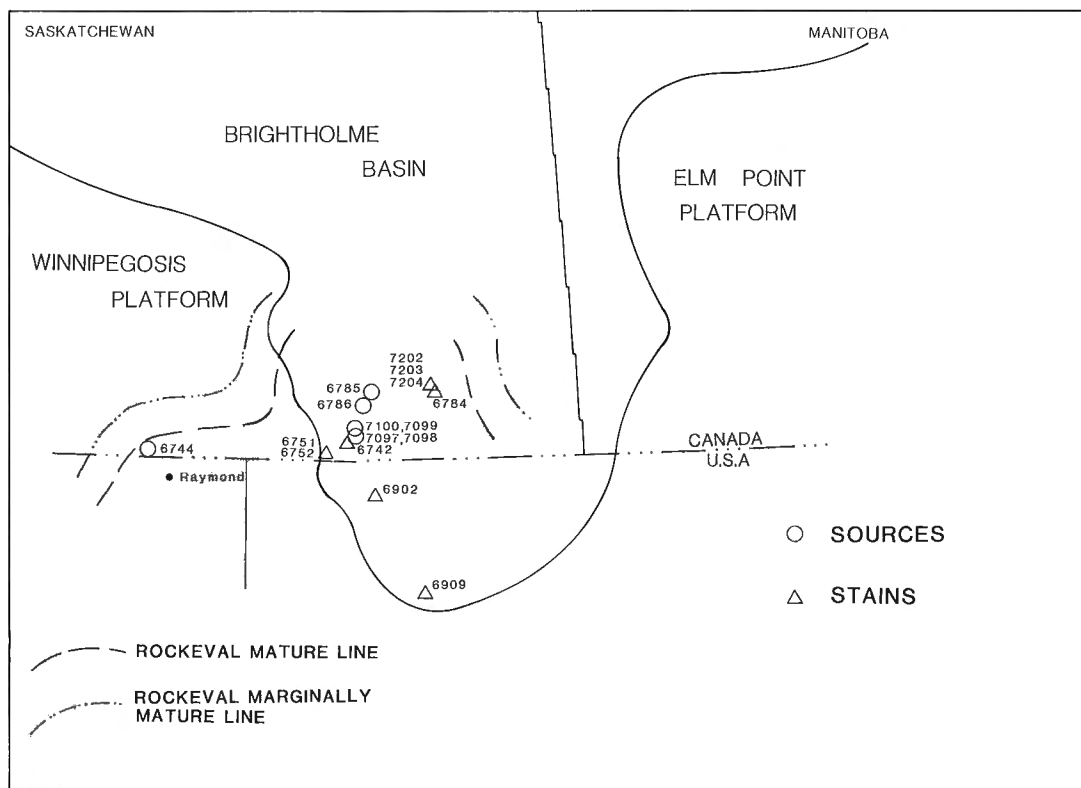 SASKATCHEWAN
MANITOBA
BRIGHTHOLME
BASIN
ELM POINT
PLATFORM
WINNIPEGOSIS
PLATFORM
7202
7203
7204
6785
6784
6786
7100,7099
7097,7098
6751
6752
6742
6744
CANADA
U.S.A
Raymond
6902
SOURCES
6909
STAINS
ROCKEVAL MATURE LINE
ROCKEVAL MARGINALLY
MATURE LINE